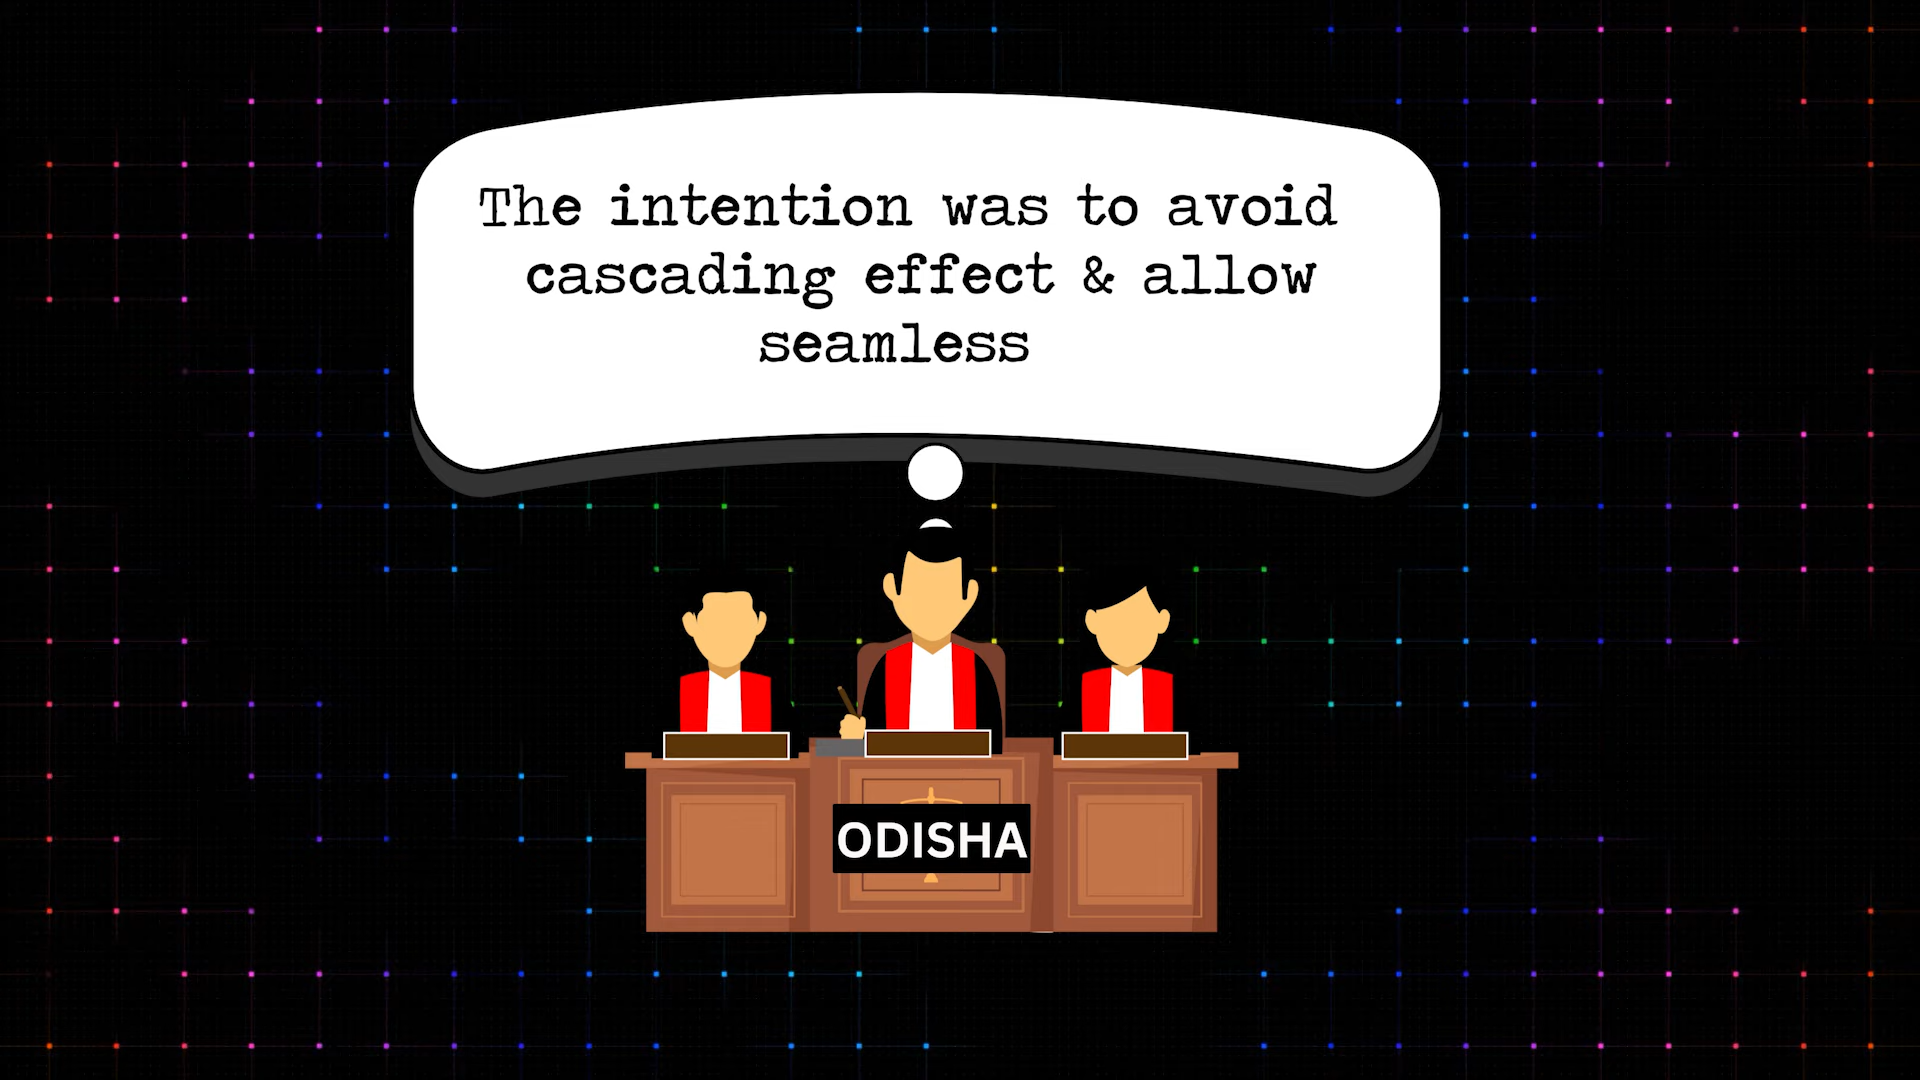 The intention was to avoid
cascading effect & allow
seamless
ODISHA